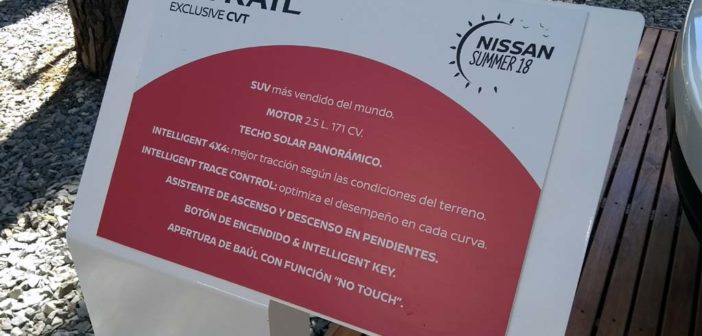 TRAIL
EXCLUSIVE CVT
NISSAN
SUMMER 18
SUV más vendido del mundo.
MOTOR 2.5 L. 171 CV.
TECHO SOLAR PANORÁMICO.
INTELLIGENT 4X4: mejor tracción según las condiciones del terreno.
INTELLIGENT TRACE CONTROL: optimiza el desempeño en cada curva.
ASISTENTE DE ASCENSO Y DESCENSO EN PENDIENTES.
BOTÓN DE ENCENDIDO & INTELLIGENT KEY.
APERTURA DE BAÚL CON FUNCIÓN “NO TOUCH”.